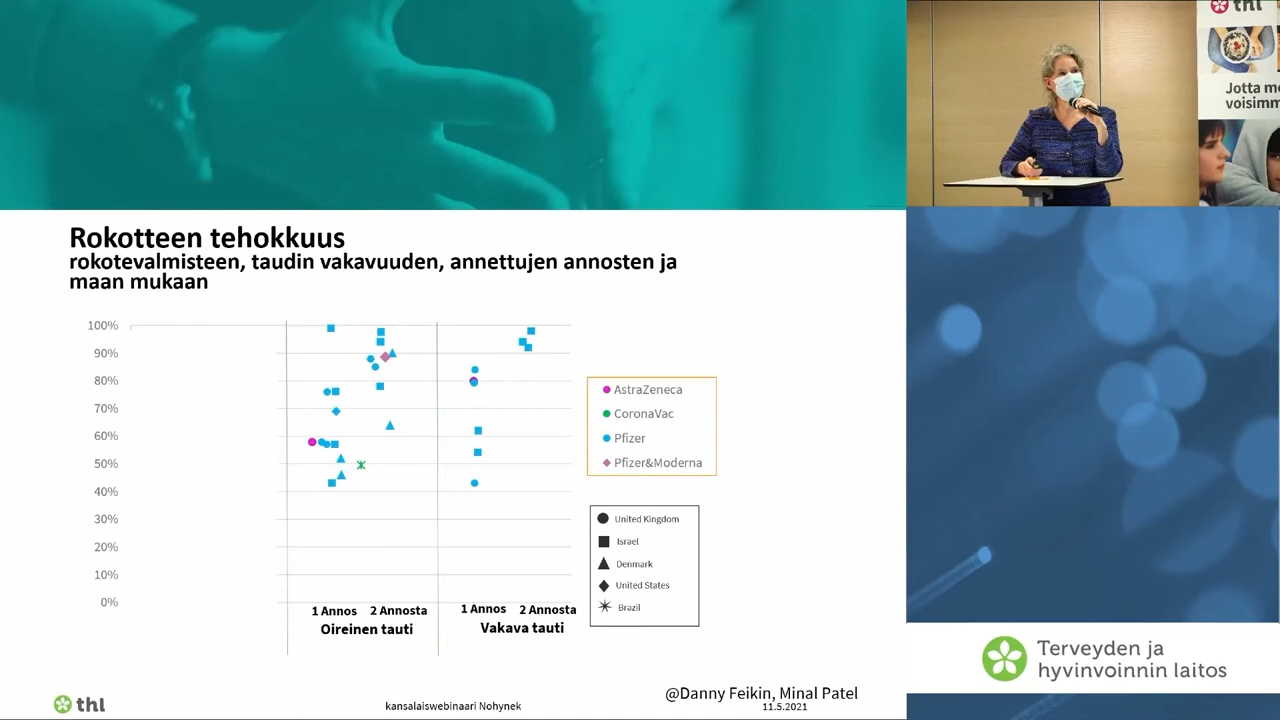 thl
Jotta me
voisimm
Rokotteen tehokkuus
rokotevalmisteen, taudin vakavuuden, annettujen annosten ja
maan mukaan
100%
90%
80%
70%
60%
50%
40%
30%
20%
10%
0%
1 Annos
2 Annosta
1 Annos
2 Annosta
Oireinen tauti
Vakava tauti
AstraZeneca
CoronaVac
Pfizer
Pfizer&Moderna
United Kingdom
Israel
Denmark
United States
Brazil
Terveyden ja
hyvinvoinnin laitos
thl
kansalaiswebinaari Nohynek
@Danny Feikin, Minal Patel
11.5.2021